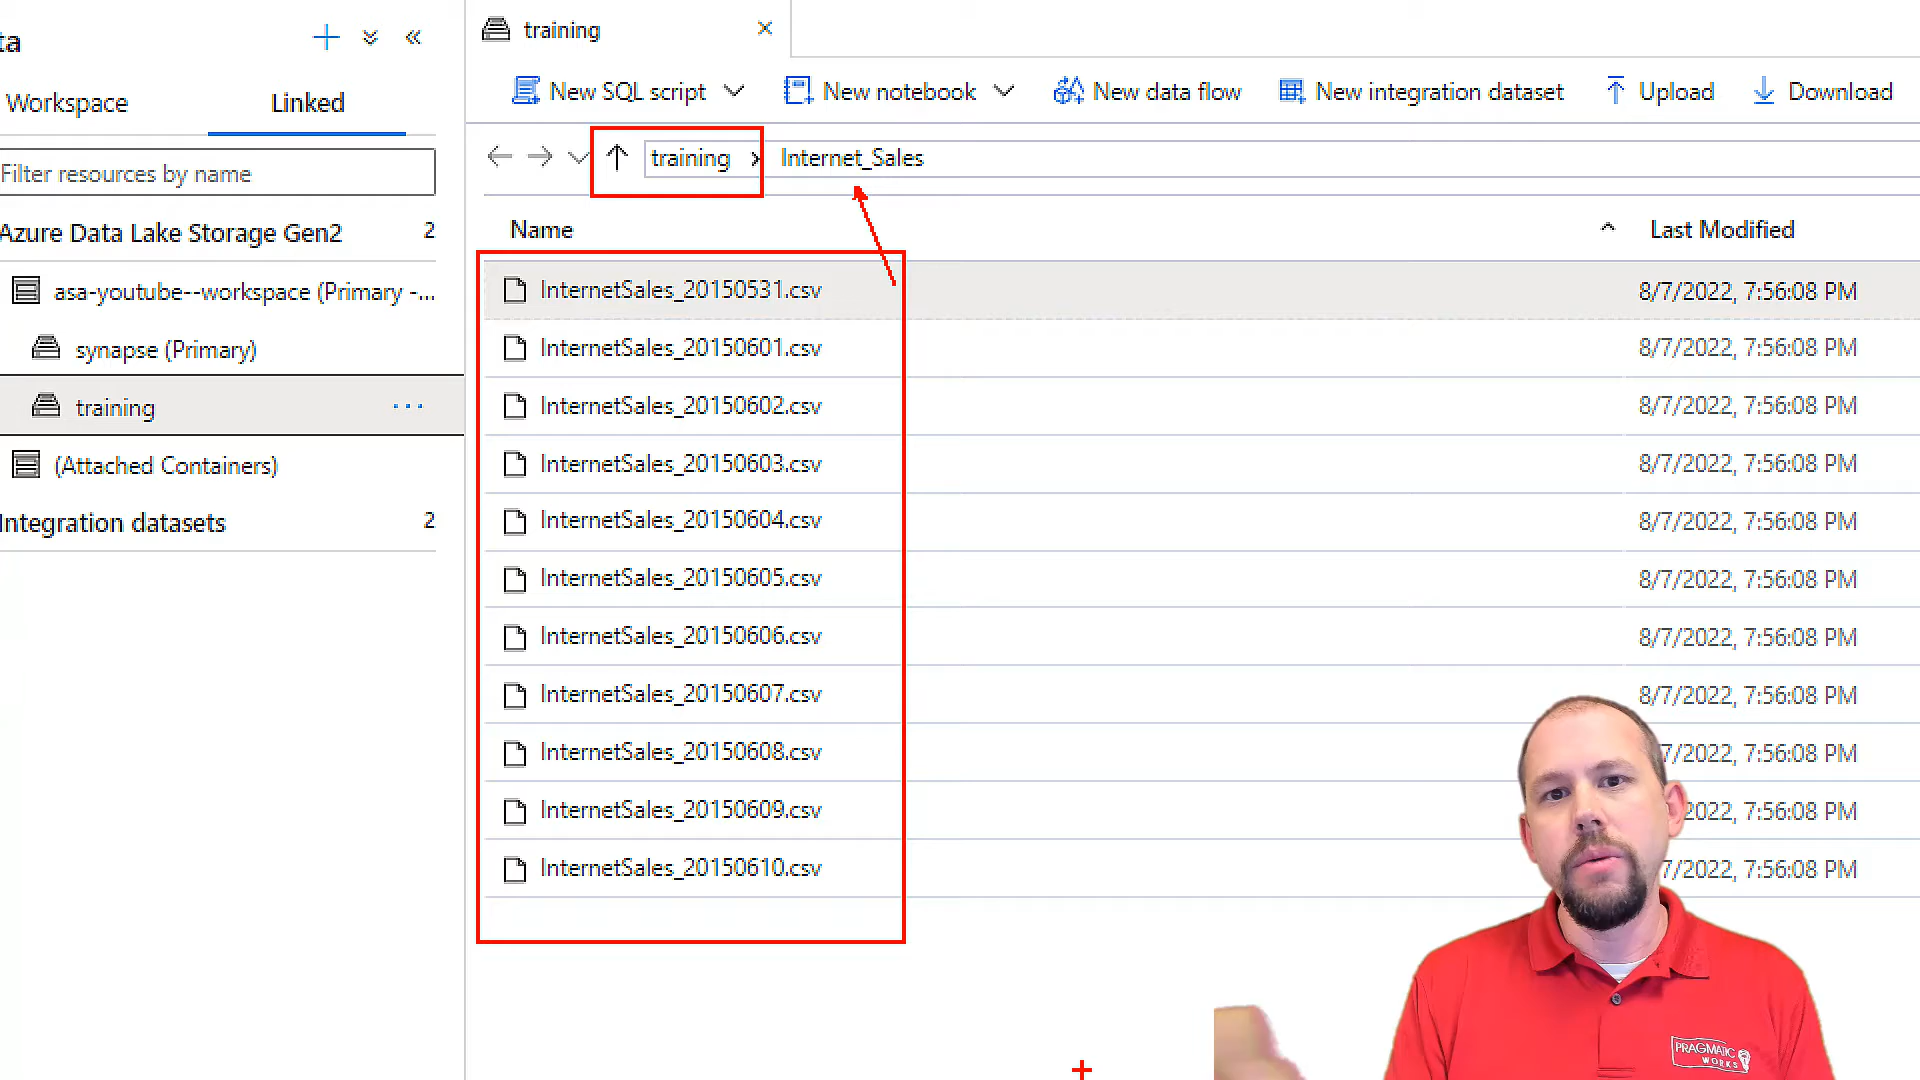 ta
Workspace
Linked
Filter resources by name
Azure Data Lake Storage Gen2 2
asa-youtube--workspace (Primary -...
synapse (Primary)
training
(Attached Containers)
Integration datasets 2
training
New SQL script
New notebook
New data flow
New integration dataset
Upload
Download
training
Internet_Sales
Name
Last Modified
InternetSales_20150531.csv 8/7/2022, 7:56:08 PM
InternetSales_20150601.csv 8/7/2022, 7:56:08 PM
InternetSales_20150602.csv 8/7/2022, 7:56:08 PM
InternetSales_20150603.csv 8/7/2022, 7:56:08 PM
InternetSales_20150604.csv 8/7/2022, 7:56:08 PM
InternetSales_20150605.csv 8/7/2022, 7:56:08 PM
InternetSales_20150606.csv 8/7/2022, 7:56:08 PM
InternetSales_20150607.csv 8/7/2022, 7:56:08 PM
InternetSales_20150608.csv 7/2022, 7:56:08 PM
InternetSales_20150609.csv 2022, 7:56:08 PM
InternetSales_20150610.csv 7/2022, 7:56:08 PM
PRAGMATIC
WORKS